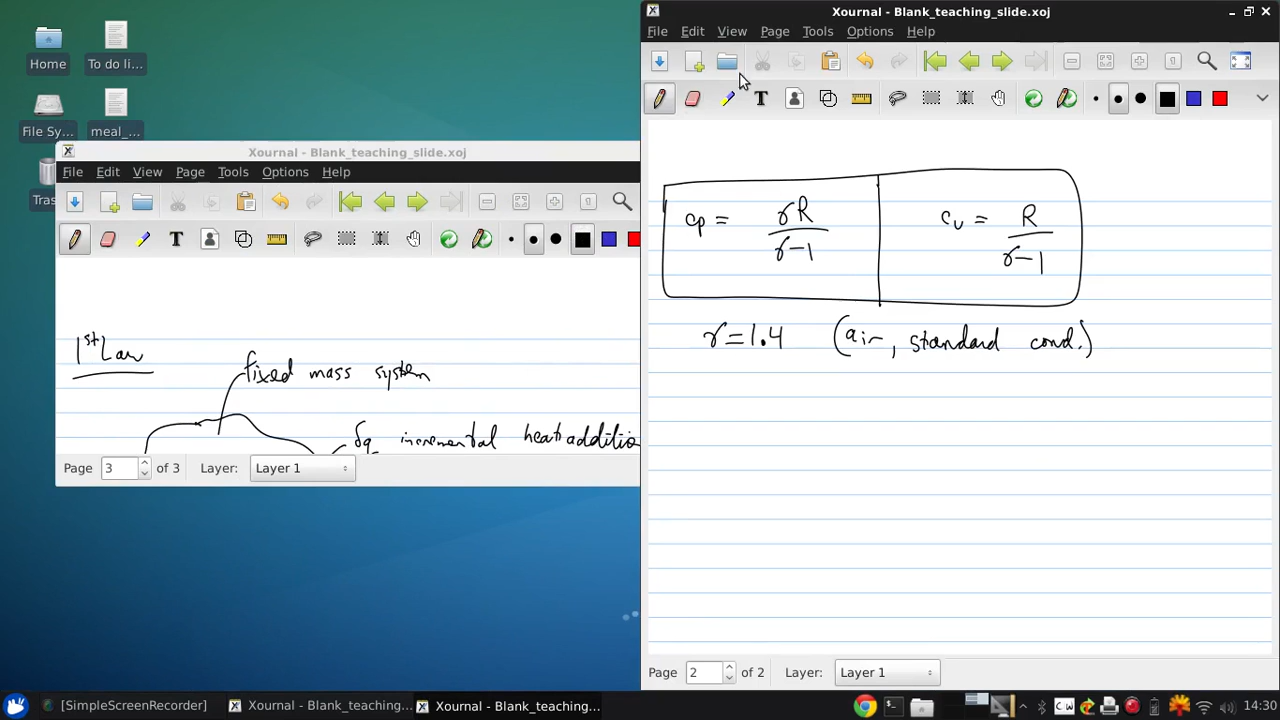 Xournal - Blank_teaching_slide.xoj
File Edit View Page Tools Options Help
T
cp = γR / γ-1
cv = R / γ-1
γ = 1.4 (air, standard cond.)
Page 2 of 2 Layer: Layer 1
Home
To do li...
File Sy...
meal_...
Tras
Xournal - Blank_teaching_slide.xoj
File Edit View Page Tools Options Help
T
1st Law
fixed mass system
δq incremental heat additio
Page 3 of 3 Layer: Layer 1
[SimpleScreenRecorder]
Xournal - Blank_teaching...
Xournal - Blank_teaching...
CW
14:30